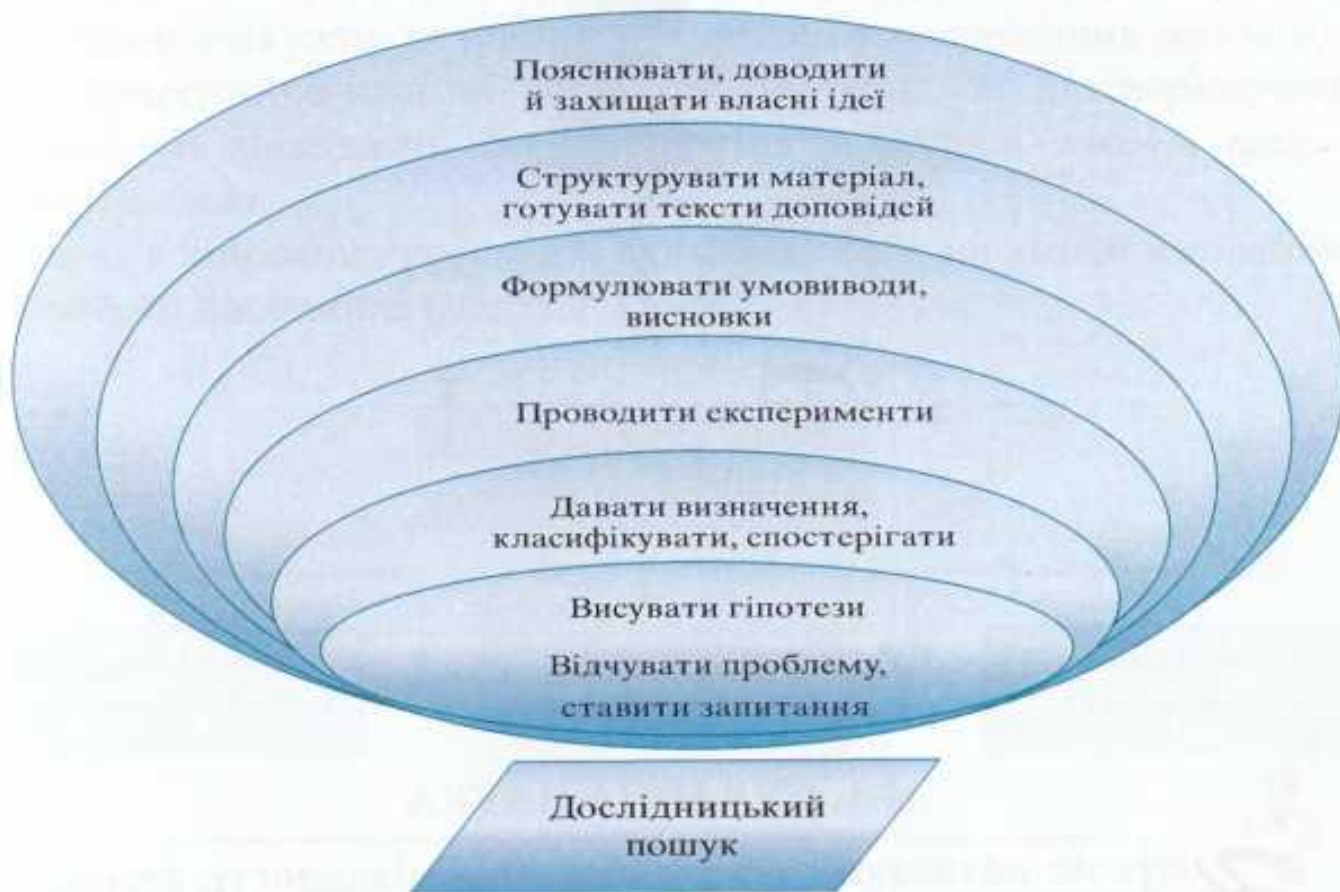 Пояснювати, доводити
й захищати власні ідеї
Структурувати матеріал,
готувати тексти доповідей
Формулювати умовиводи,
висновки
Проводити експерименти
Давати визначення,
класифікувати, спостерігати
Висувати гіпотези
Відчувати проблему,
ставити запитання
Дослідницький
пошук